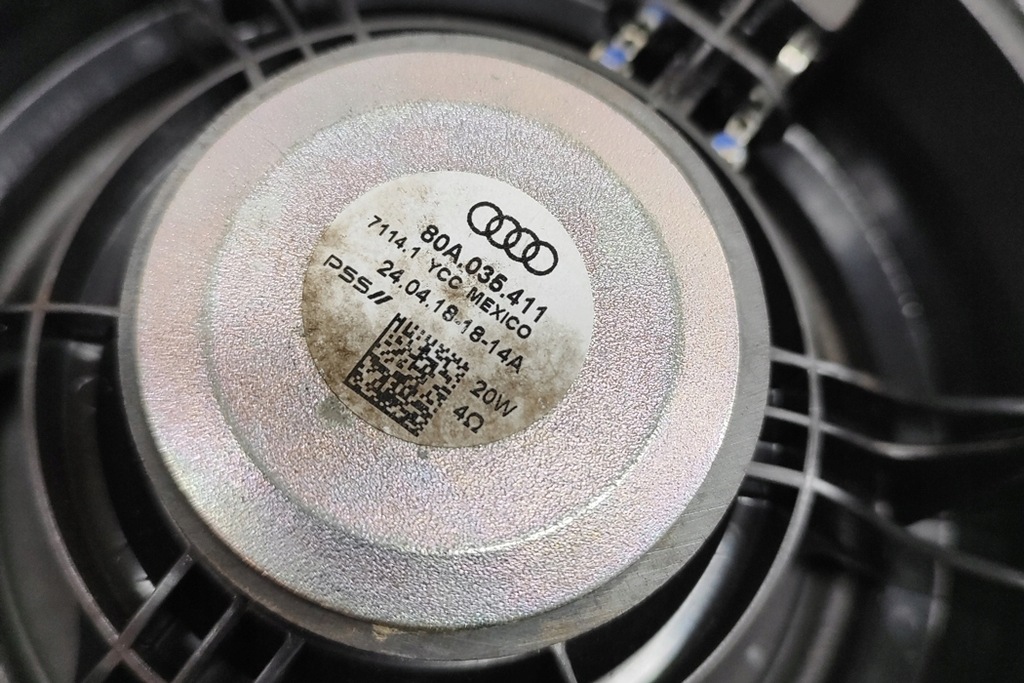 80A.035.411
7114.1 YCC MEXICO
24.04.18-18-14A
PSS//
20W
4Ω